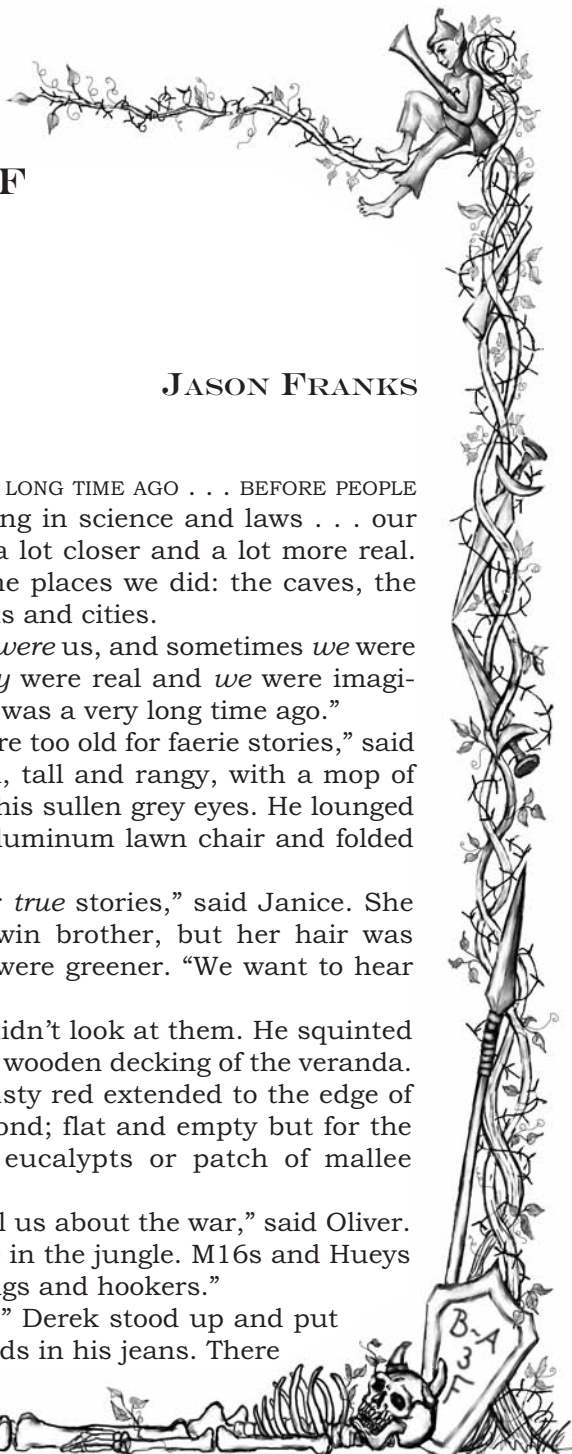 F
JASON FRANKS
LONG TIME AGO . . . BEFORE PEOPLE
ng in science and laws . . . our
a lot closer and a lot more real.
ne places we did: the caves, the
ns and cities.
were us, and sometimes we were
y were real and we were imagi-
was a very long time ago.”
re too old for faerie stories,” said
, tall and rangy, with a mop of
his sullen grey eyes. He lounged
luminum lawn chair and folded
r true stories,” said Janice. She
win brother, but her hair was
were greener. “We want to hear
idn’t look at them. He squinted
wooden decking of the veranda.
sty red extended to the edge of
ond; flat and empty but for the
eucalypts or patch of mallee
l us about the war,” said Oliver.
in the jungle. M16s and Hueys
gs and hookers.”
” Derek stood up and put
ds in his jeans. There
B-A
3
F